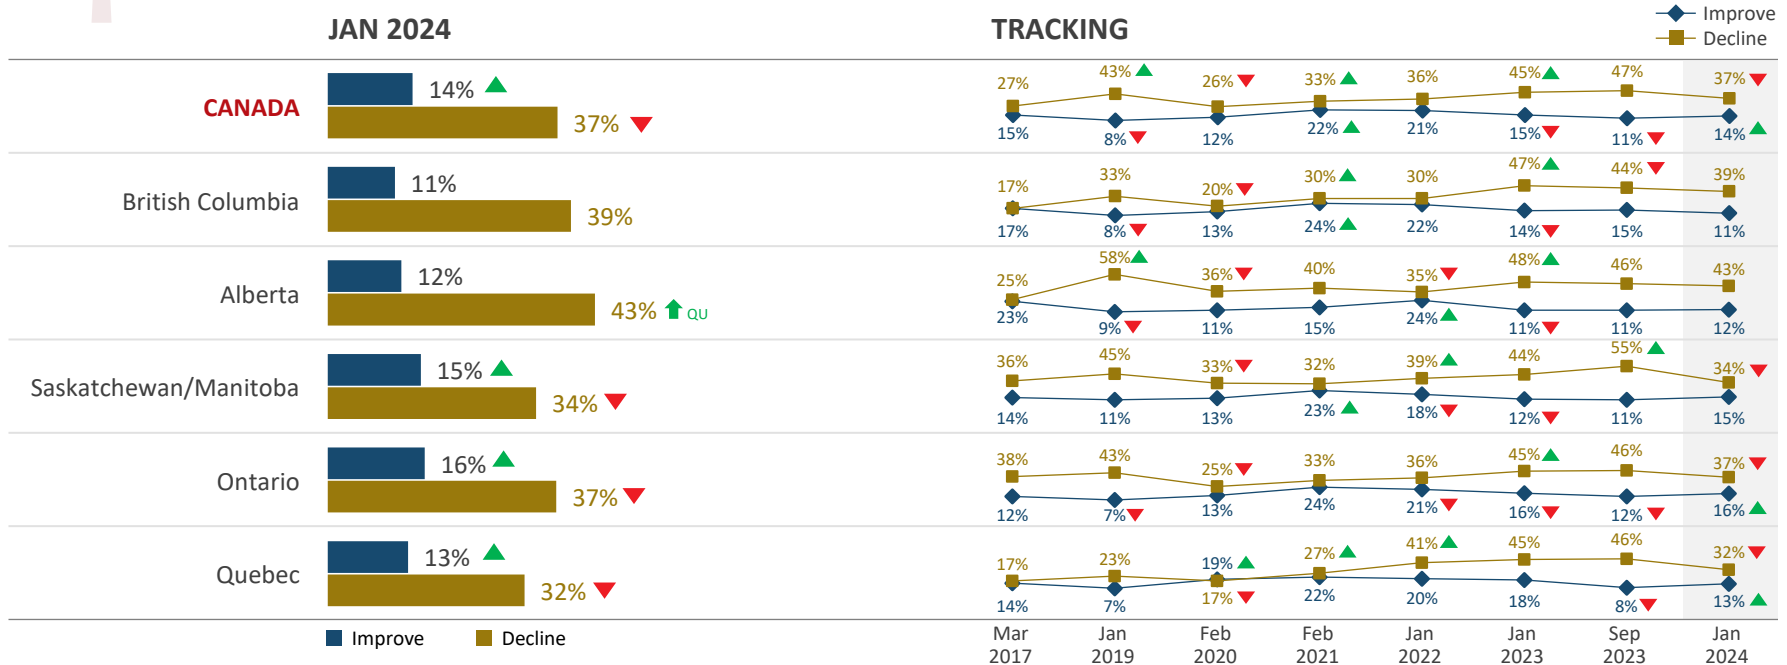 JAN 2024
TRACKING
Improve
Decline
CANADA
14%
37%
27% 43% 26% 33% 36% 45% 47% 37%
15% 8% 12% 22% 21% 15% 11% 14%
British Columbia
11%
39%
17% 33% 20% 30% 30% 47% 44% 39%
17% 8% 13% 24% 22% 14% 15% 11%
Alberta
12%
43% QU
25% 58% 36% 40% 35% 48% 46% 43%
23% 9% 11% 15% 24% 11% 11% 12%
Saskatchewan/Manitoba
15%
34%
36% 45% 33% 32% 39% 44% 55% 34%
14% 11% 13% 23% 18% 12% 11% 15%
Ontario
16%
37%
38% 43% 25% 33% 36% 45% 46% 37%
12% 7% 13% 24% 21% 16% 12% 16%
Quebec
13%
32%
17% 23% 19% 27% 41% 45% 46% 32%
14% 7% 17% 22% 20% 18% 8% 13%
Improve Decline
Mar Jan Feb Feb Jan Jan Sep Jan
2017 2019 2020 2021 2022 2023 2023 2024